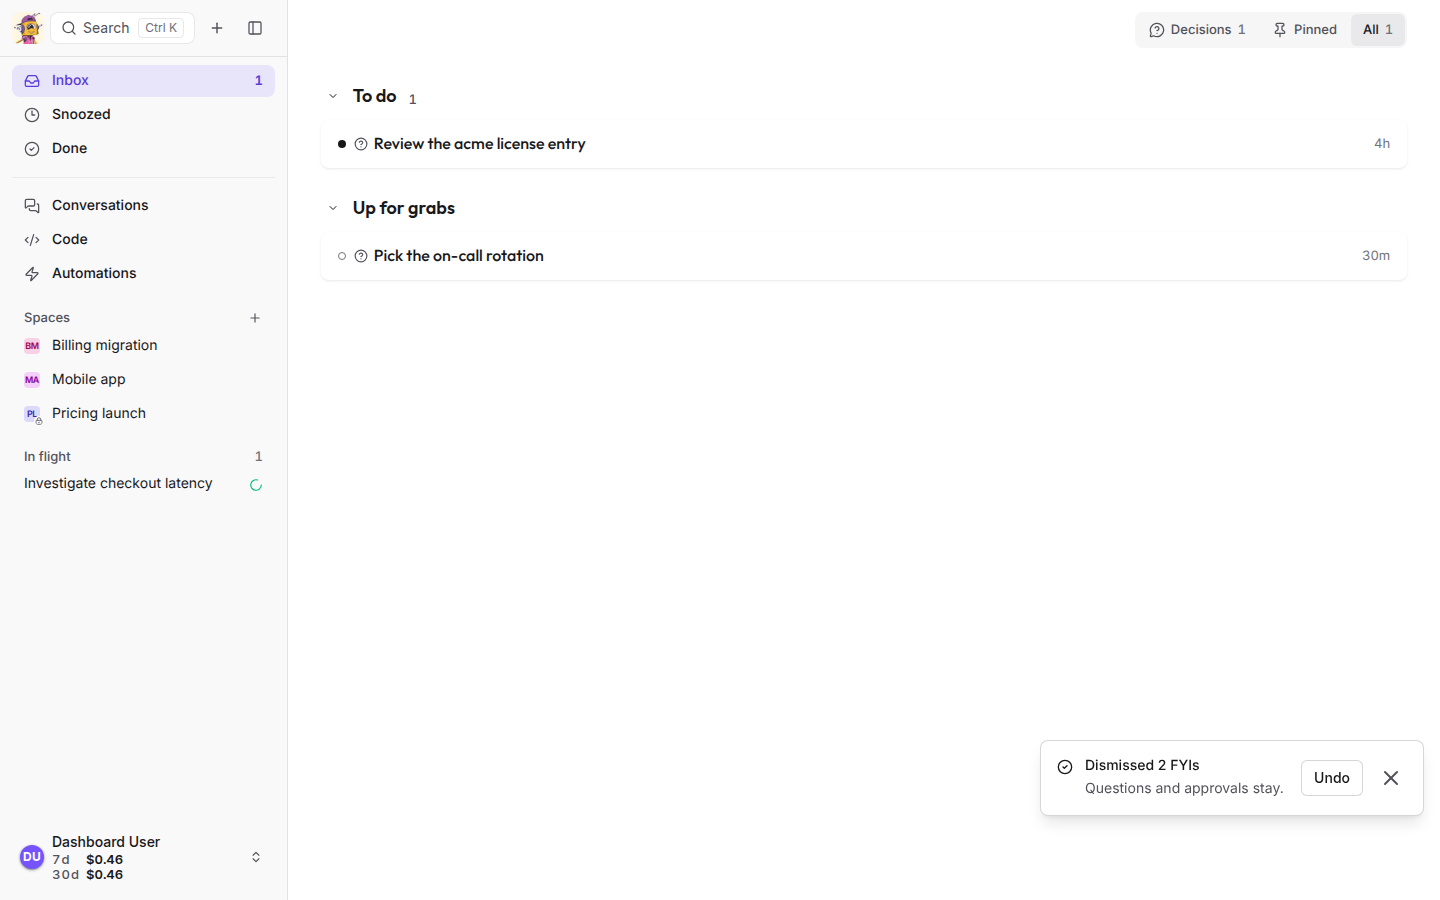 Search Ctrl K
Inbox 1
Snoozed
Done
Conversations
Code
Automations
Spaces
BM Billing migration
MA Mobile app
PL Pricing launch
In flight 1
Investigate checkout latency
DU Dashboard User
7d $0.46
30d $0.46
Decisions 1 Pinned All 1
To do 1
Review the acme license entry 4h
Up for grabs
Pick the on-call rotation 30m
Dismissed 2 FYIs
Questions and approvals stay.
Undo